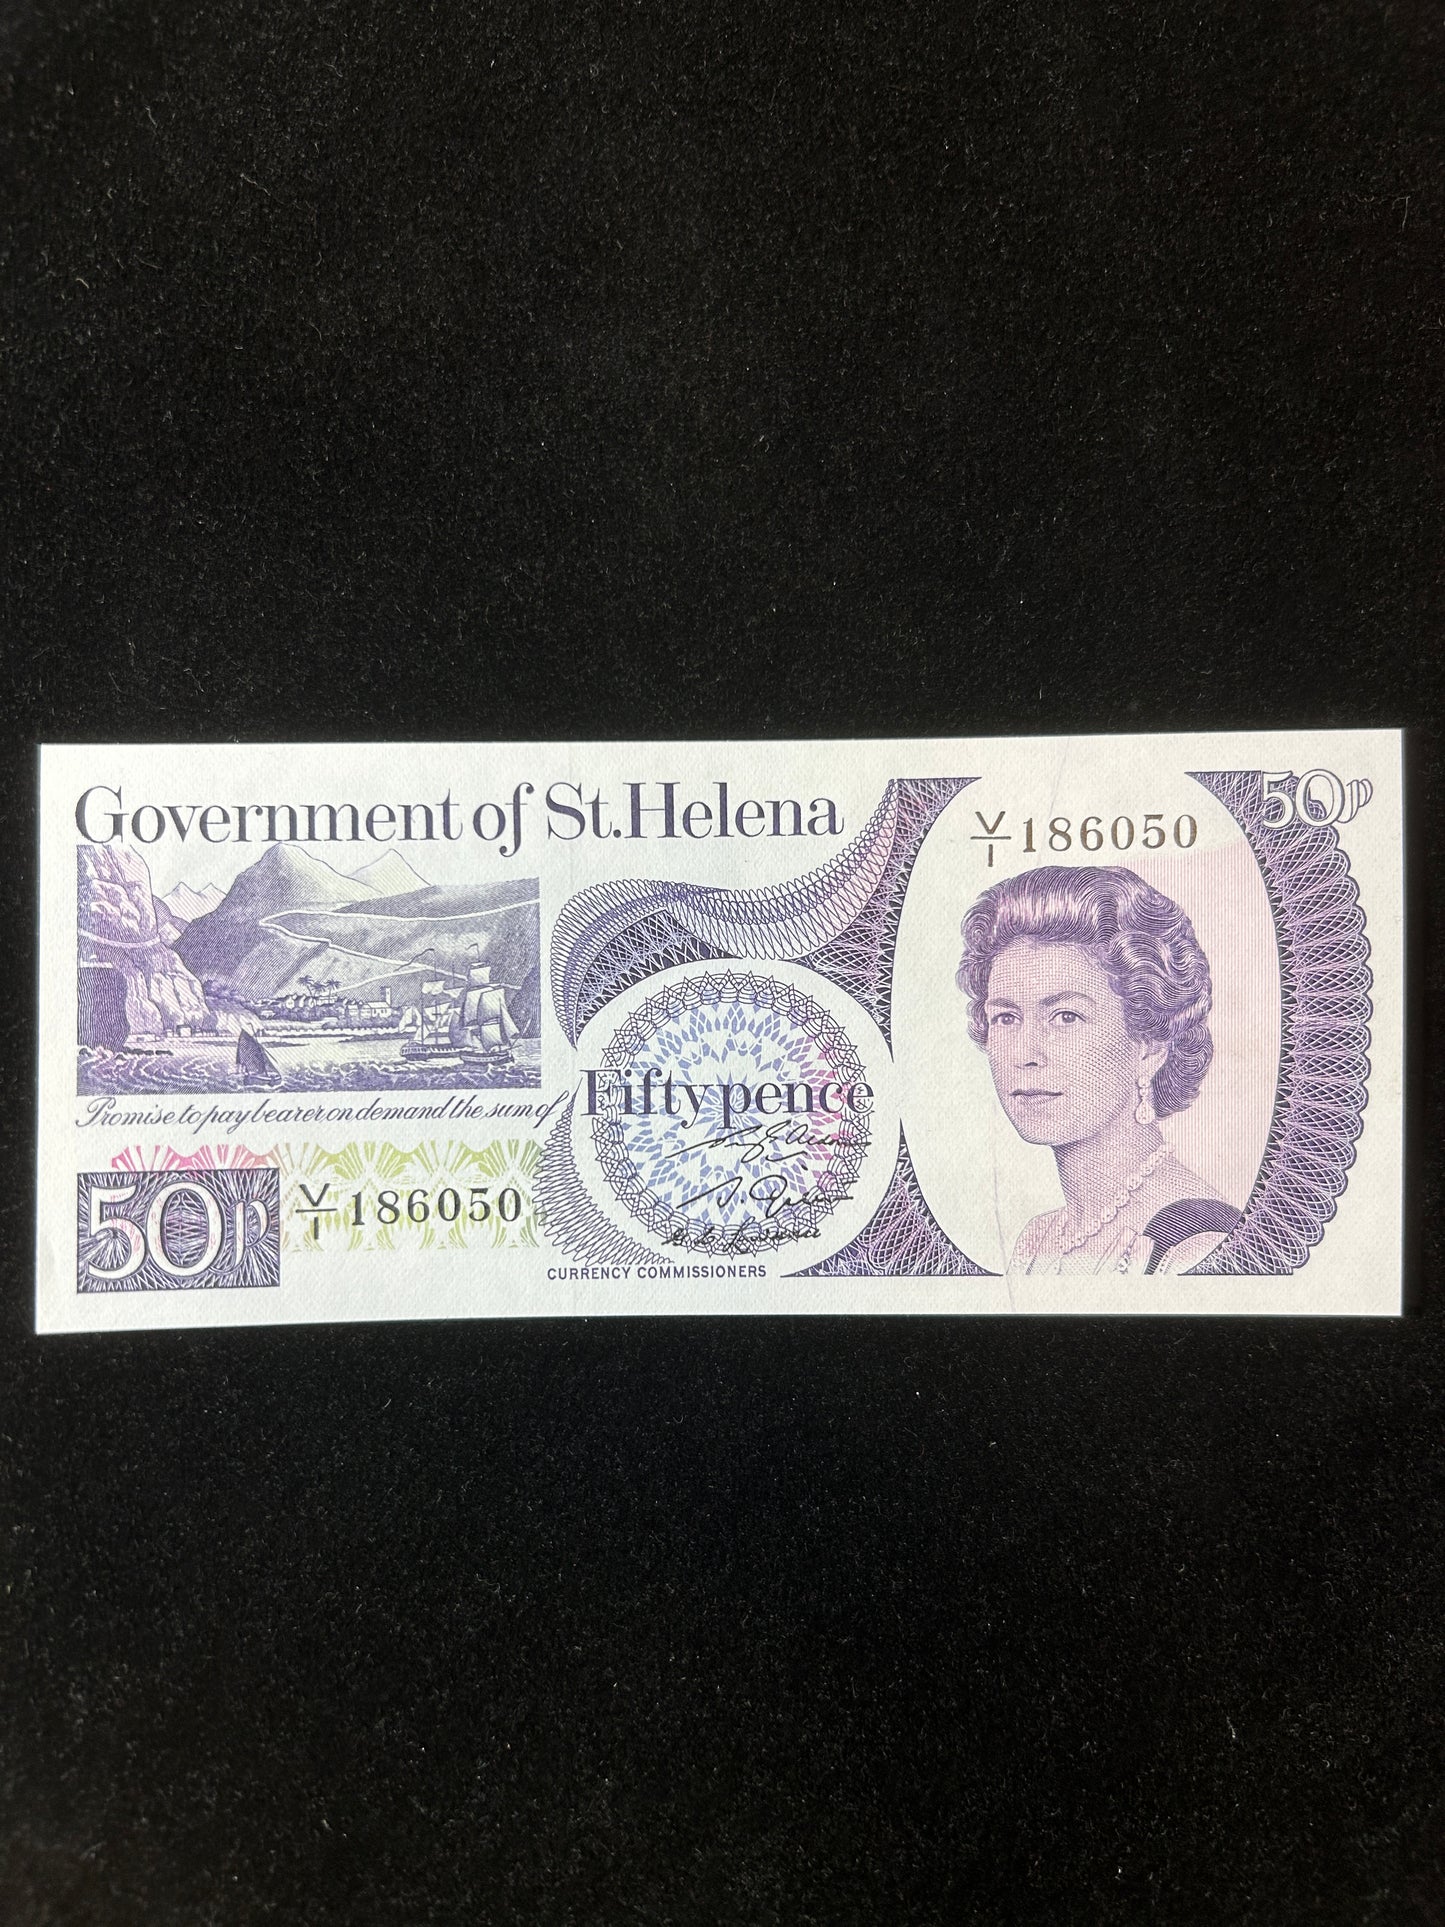 Government of St. Helena
V/1 186050
50p
Promise to pay bearer on demand the sum of
Fifty pence
50p
V/1 186050
CURRENCY COMMISSIONERS